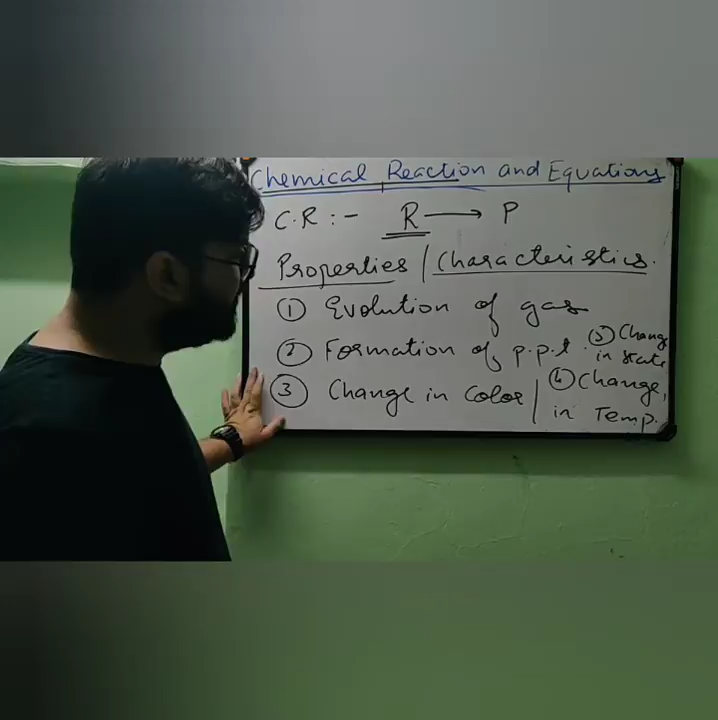 Chemical Reaction and Equations
C.R :- R → P
Properties / Characteristics.
① Evolution of gas
② Formation of p.p.t.
③ Change in Color
④ Change in Temp.
⑤ Change in state